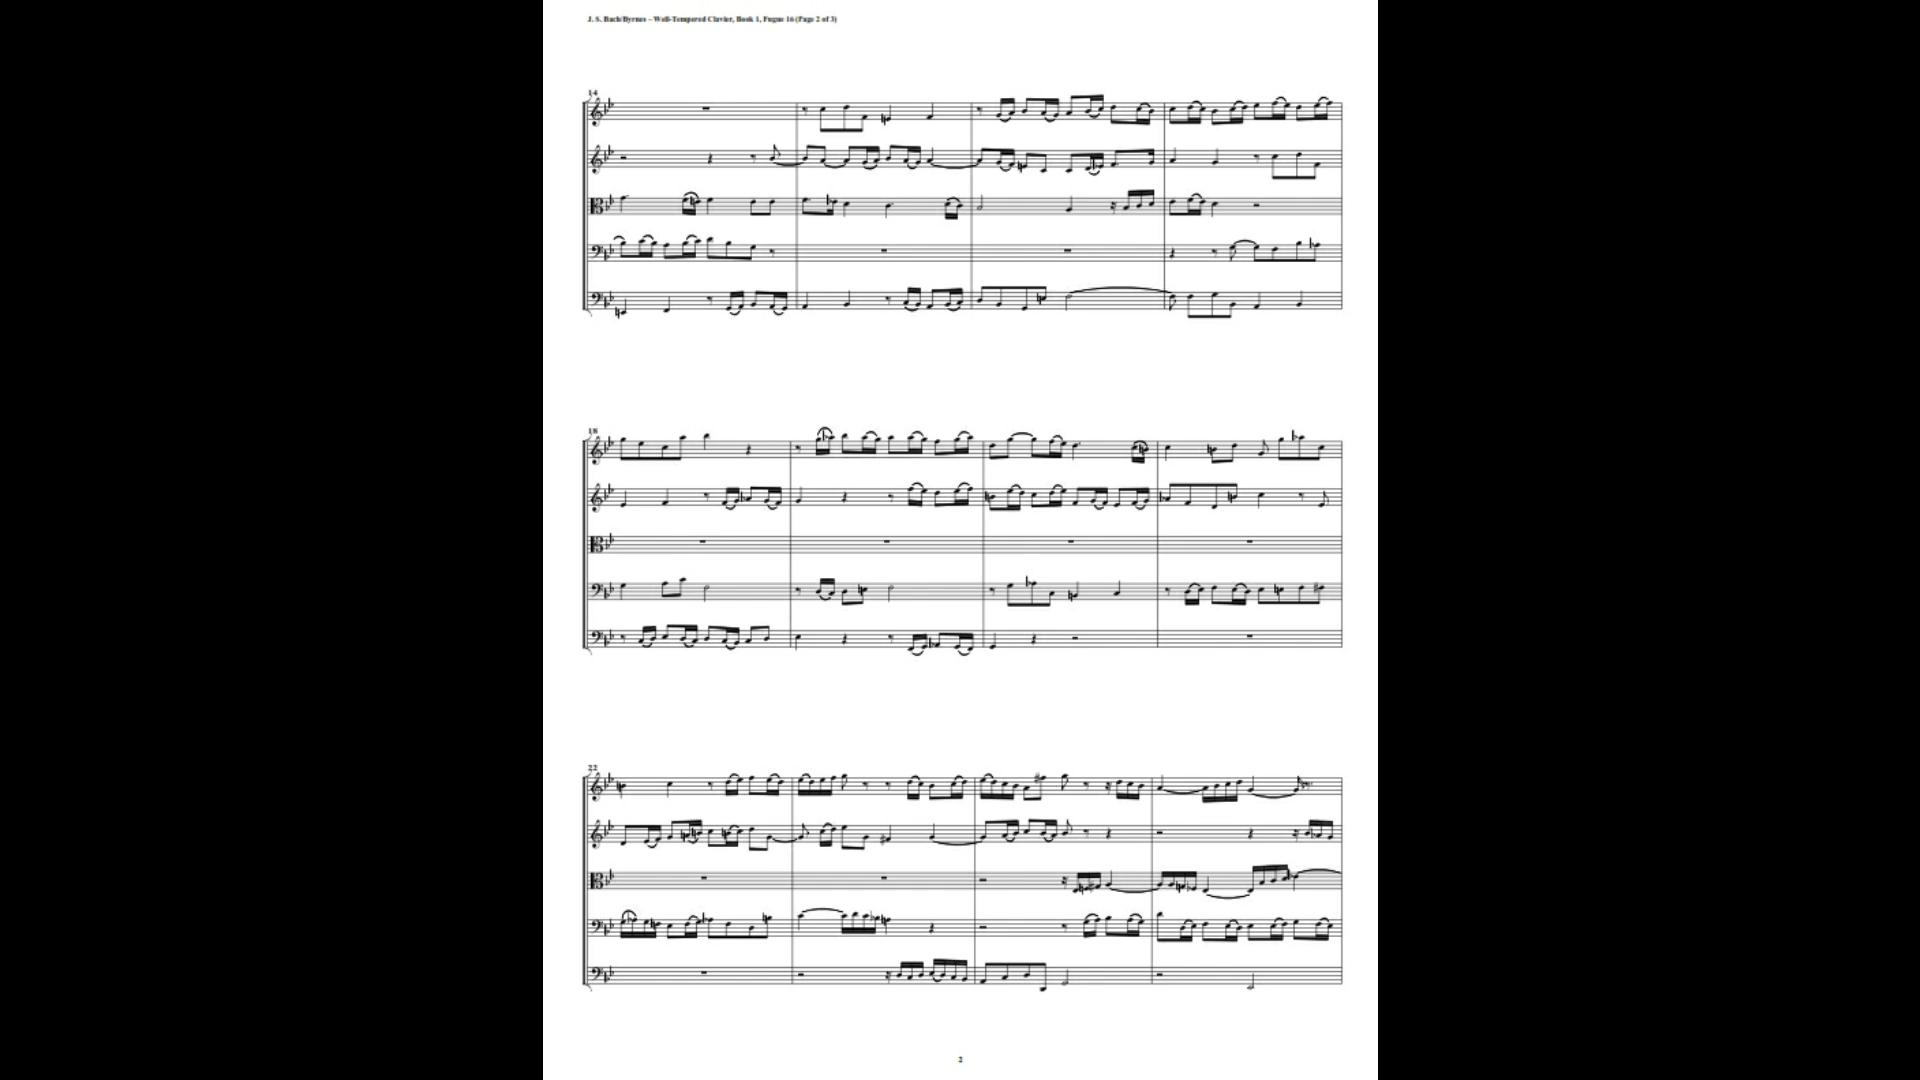 J. S. Bach/Byrnes – Well-Tempered Clavier, Book 1, Fugue 16 (Page 2 of 3)
14
18
22
2